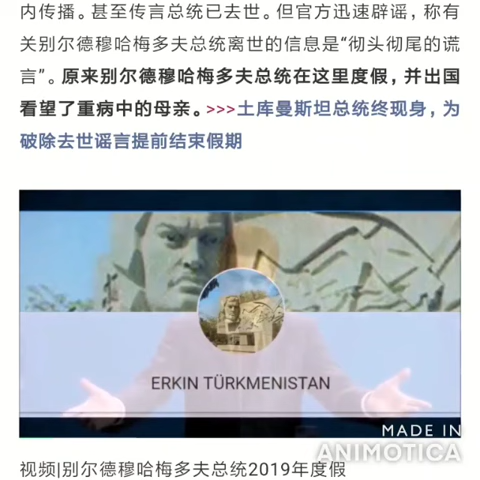 内传播。甚至传言总统已去世。但官方迅速辟谣，称有
关别尔德穆哈梅多夫总统离世的信息是“彻头彻尾的谎
言”。原来别尔德穆哈梅多夫总统在这里度假，并出国
看望了重病中的母亲。>>>土库曼斯坦总统终现身，为
破除去世谣言提前结束假期
ERKIN TÜRKMENISTAN
MADE IN
ANIMOTICA
视频|别尔德穆哈梅多夫总统2019年度假